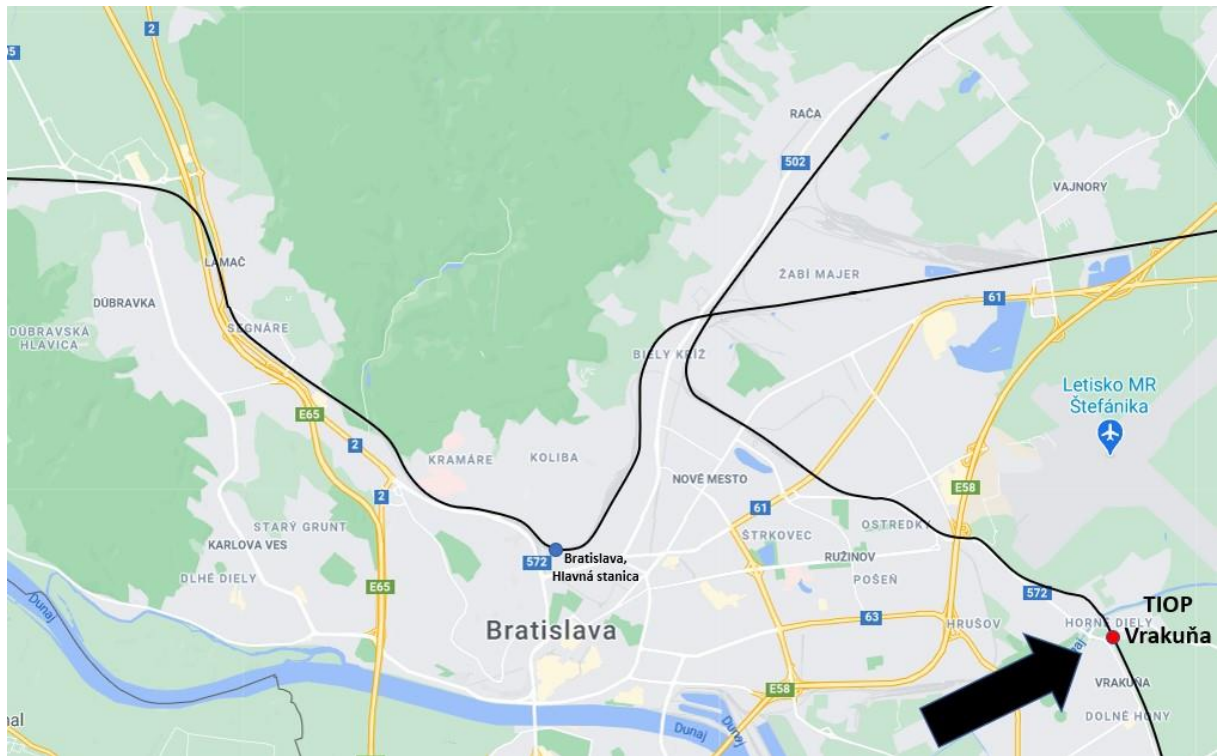 2
35
RAČA
502
VAJNORY
LAMAČ
ŽABÍ MAJER
DÚBRAVKA
61
DÚBRAVSKÁ
HLAVICA
SEGNÁRE
BIELY KRÍŽ
Letisko MR
Štefánika
E65
2
KRAMÁRE
KOLIBA
NOVÉ MESTO
E58
2
61
STARÝ GRUNT
ŠTRKOVEC
OSTREDKY
KARLOVA VES
Bratislava,
Hlavná stanica
572
RUŽINOV
DLHÉ DIELY
POŠEŇ
E65
572
Dunaj
TIOP
Vrakuňa
63
HRUŠOV
HORNÉ DIELY
Bratislava
VRAKUŇA
E58
DOLNÉ HONY
Dunaj